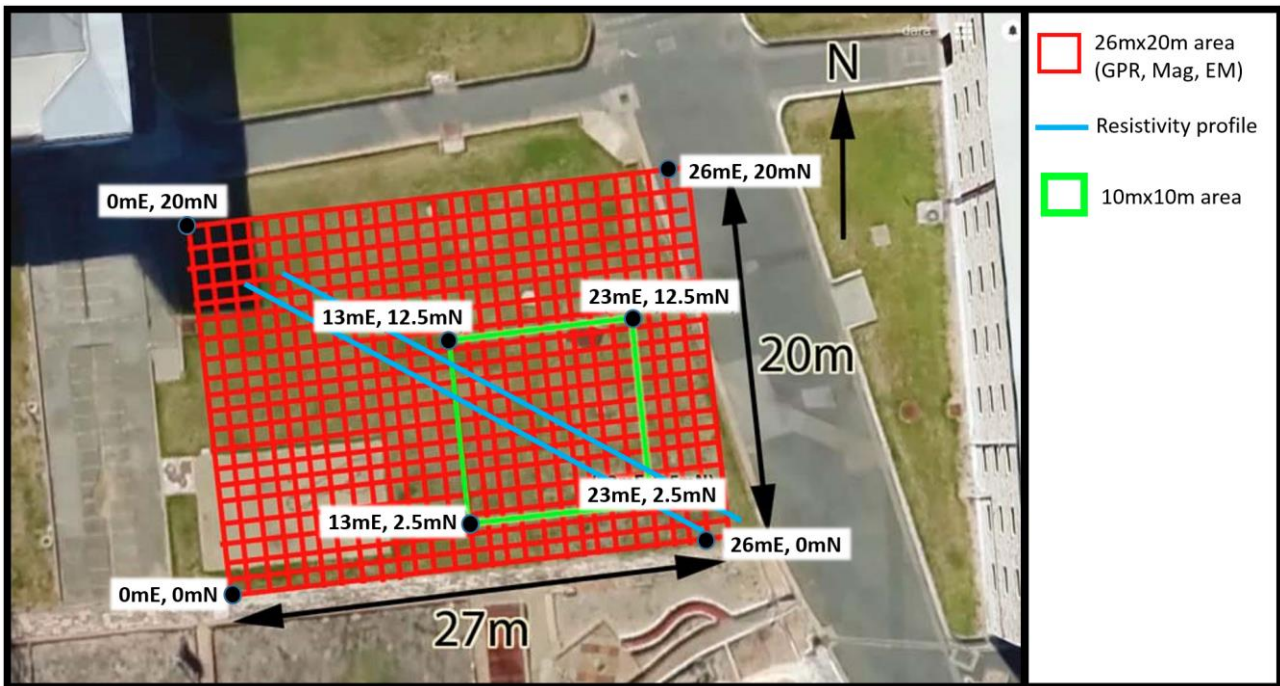 N
26mE, 20mN
0mE, 20mN
23mE, 12.5mN
13mE, 12.5mN
20m
23mE, 2.5mN
13mE, 2.5mN
26mE, 0mN
0mE, 0mN
27m
26mx20m area
(GPR, Mag, EM)
Resistivity profile
10mx10m area